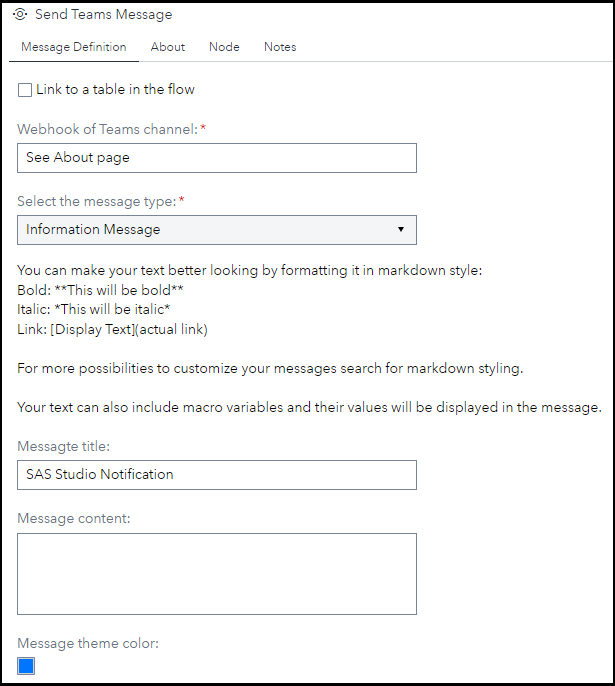 Send Teams Message
Message Definition About Node Notes
Link to a table in the flow
Webhook of Teams channel:*
See About page
Select the message type:*
Information Message
You can make your text better looking by formatting it in markdown style:
Bold: **This will be bold**
Italic: *This will be italic*
Link: [Display Text](actual link)
For more possibilities to customize your messages search for markdown styling.
Your text can also include macro variables and their values will be displayed in the message.
Messagte title:
SAS Studio Notification
Message content:
Message theme color: